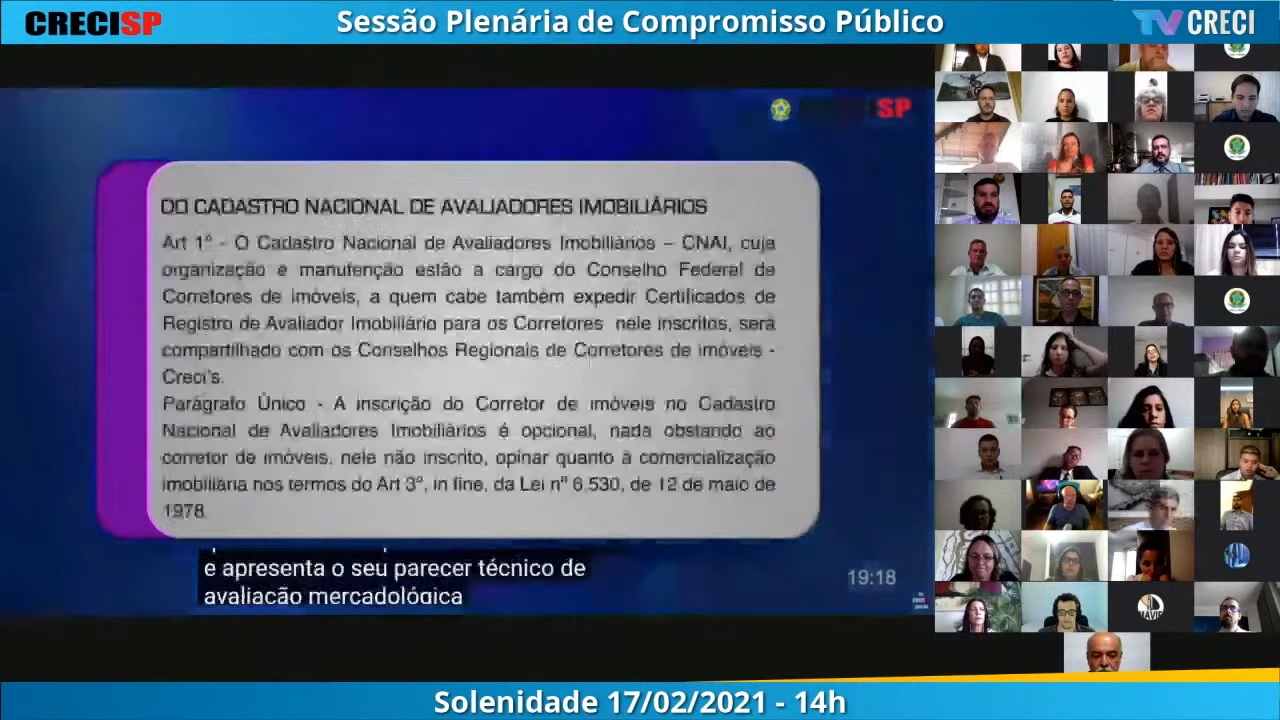 CRECISP
Sessão Plenária de Compromisso Público
TV CRECI
SP
DO CADASTRO NACIONAL DE AVALIADORES IMOBILIÁRIOS
Art 1º - O Cadastro Nacional de Avaliadores Imobiliários – CNAI, cuja
organização e manutenção estão a cargo do Conselho Federal de
Corretores de imóveis, a quem cabe também expedir Certificados de
Registro de Avaliador Imobiliário para os Corretores nele inscritos, será
compartilhado com os Conselhos Regionais de Corretores de imóveis -
Creci's.
Parágrafo Único - A inscrição do Corretor de imóveis no Cadastro
Nacional de Avaliadores Imobiliários é opcional, nada obstando ao
corretor de imóveis, nele não inscrito, opinar quanto à comercialização
imobiliária nos termos do Art 3º, in fine, da Lei nº 6.530, de 12 de maio de
1978
e apresenta o seu parecer técnico de
avaliação mercadológica
19:18
Solenidade 17/02/2021 - 14h